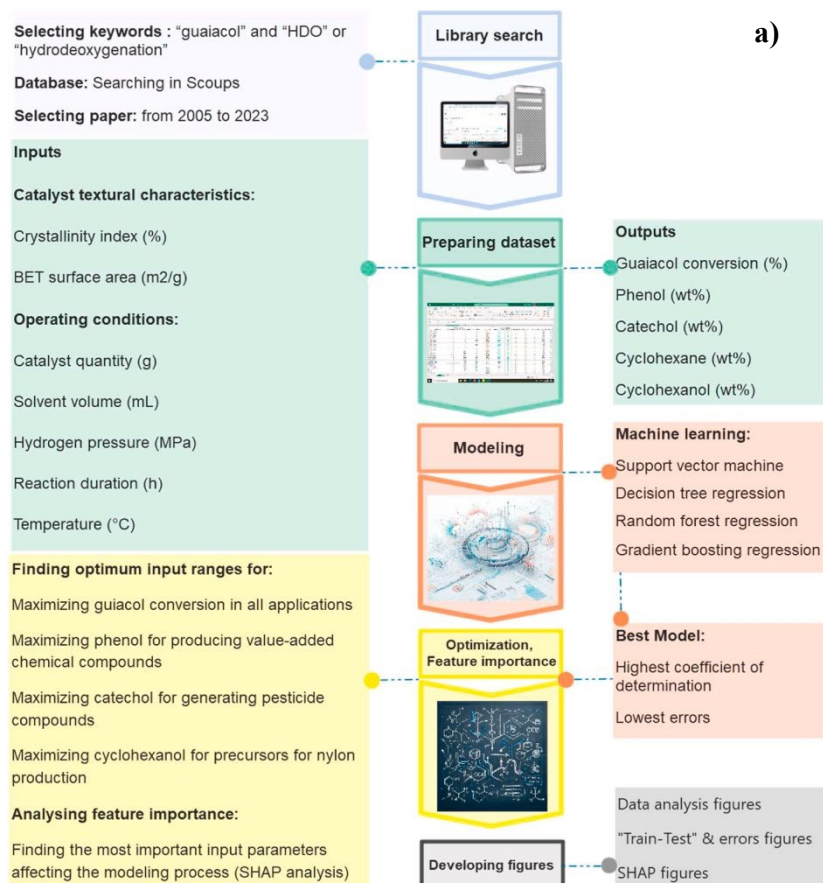 a)
Library search
Selecting keywords : “guaiacol” and “HDO” or
“hydrodeoxygenation”
Database: Searching in Scoups
Selecting paper: from 2005 to 2023
Inputs
Catalyst textural characteristics:
Crystallinity index (%)
BET surface area (m2/g)
Operating conditions:
Catalyst quantity (g)
Solvent volume (mL)
Hydrogen pressure (MPa)
Reaction duration (h)
Temperature (°C)
Preparing dataset
Outputs
Guaiacol conversion (%)
Phenol (wt%)
Catechol (wt%)
Cyclohexane (wt%)
Cyclohexanol (wt%)
Modeling
Machine learning:
Support vector machine
Decision tree regression
Random forest regression
Gradient boosting regression
Finding optimum input ranges for:
Maximizing guiacol conversion in all applications
Maximizing phenol for producing value-added
chemical compounds
Maximizing catechol for generating pesticide
compounds
Maximizing cyclohexanol for precursors for nylon
production
Analysing feature importance:
Finding the most important input parameters
affecting the modeling process (SHAP analysis)
Optimization,
Feature importance
Best Model:
Highest coefficient of
determination
Lowest errors
Developing figures
Data analysis figures
"Train-Test" & errors figures
SHAP figures